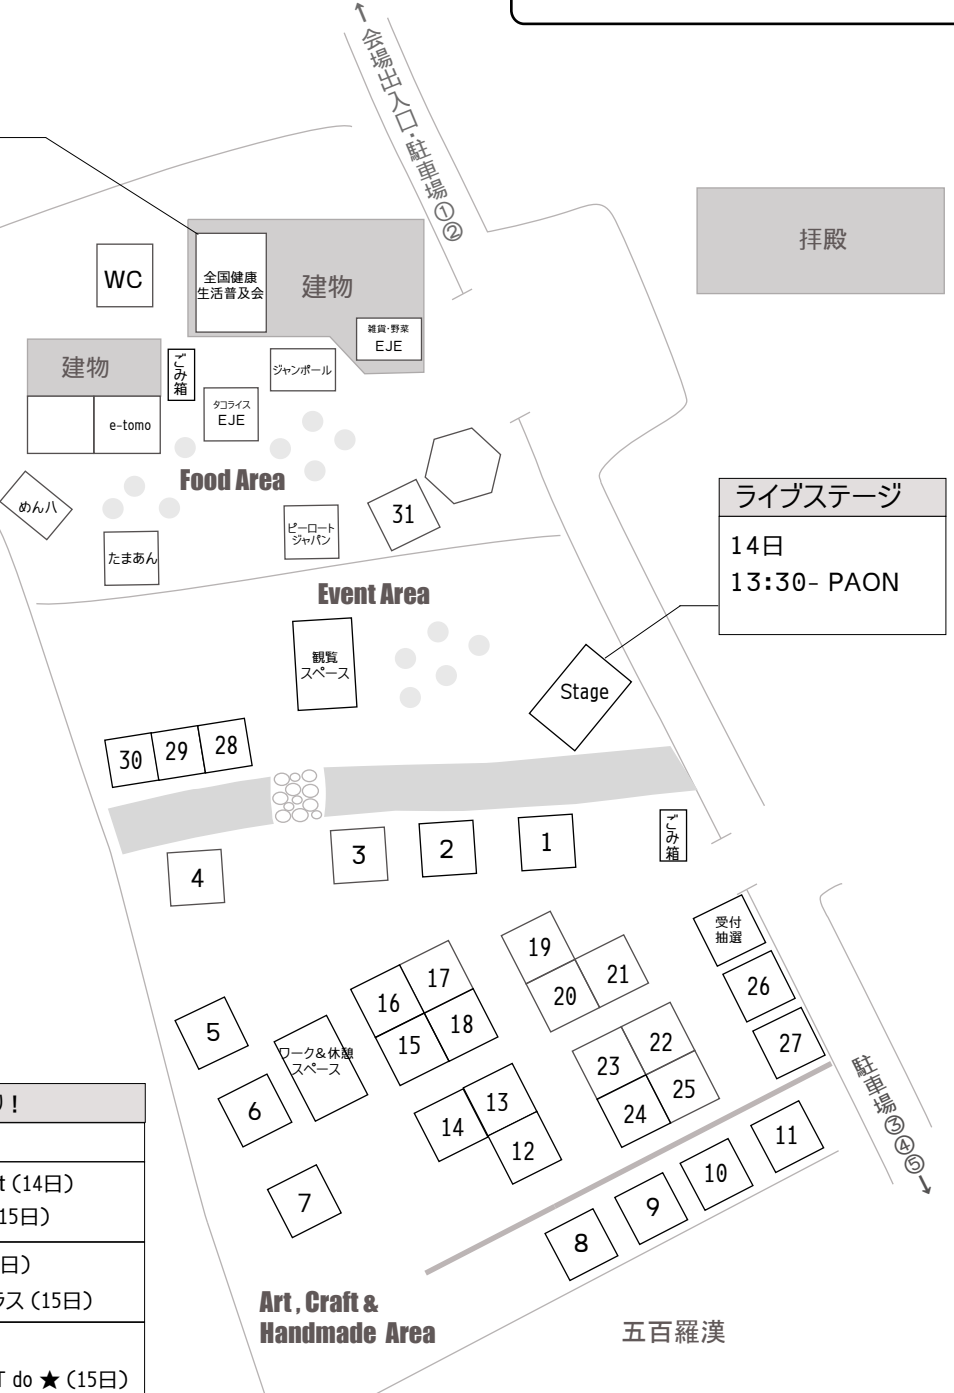 ↑会場出入口・駐車場①②
拝殿
WC
全国健康
生活普及会
建物
雑貨・野菜
EJE
建物
ごみ箱
ジャンボール
タコライス
EJE
e-tomo
Food Area
めん八
たまあん
ピーロート
ジャパン
31
ライブステージ
14日
13:30- PAON
Event Area
観覧
スペース
Stage
30
29
28
ごみ箱
4
3
2
1
受付
抽選
26
27
19
20
21
17
16
18
15
5
ワーク&休憩
スペース
6
22
23
25
24
13
14
12
7
駐車場③④⑤→
11
10
9
8
り!
t (14日)
15日)
日)
ラス (15日)
T do ★ (15日)
Art , Craft &
Handmade Area
五百羅漢